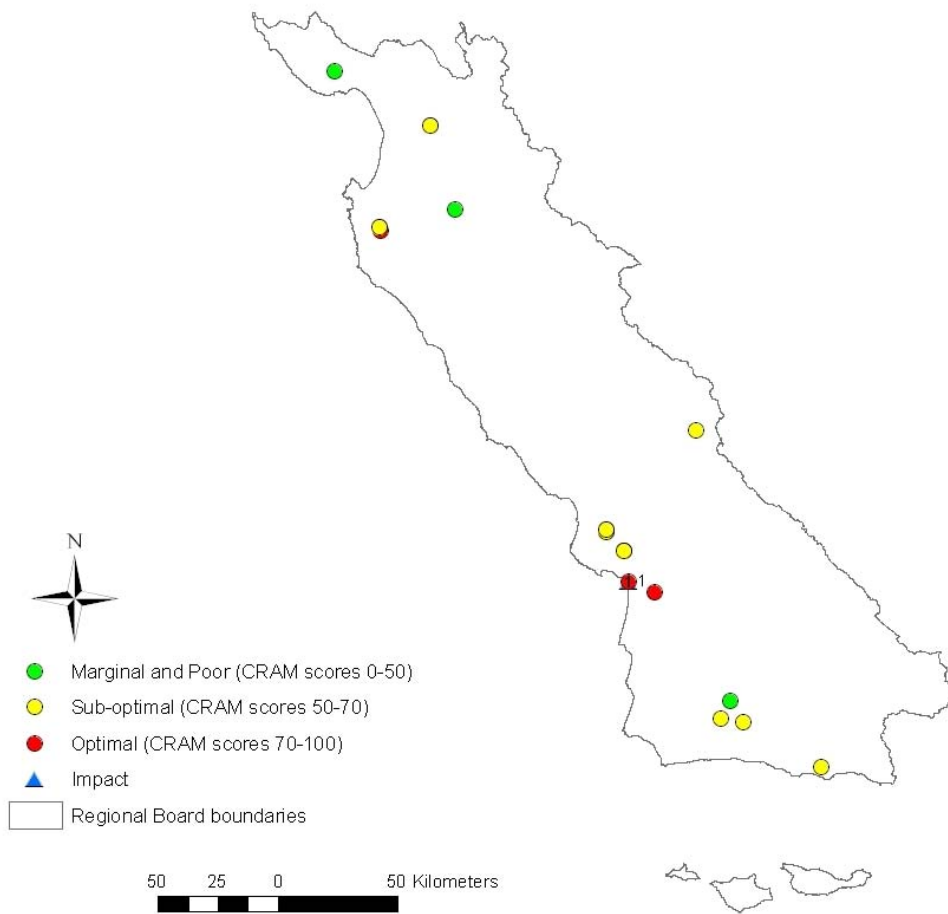 1
N
Marginal and Poor (CRAM scores 0-50)
Sub-optimal (CRAM scores 50-70)
Optimal (CRAM scores 70-100)
Impact
Regional Board boundaries
50 25 0 50 Kilometers